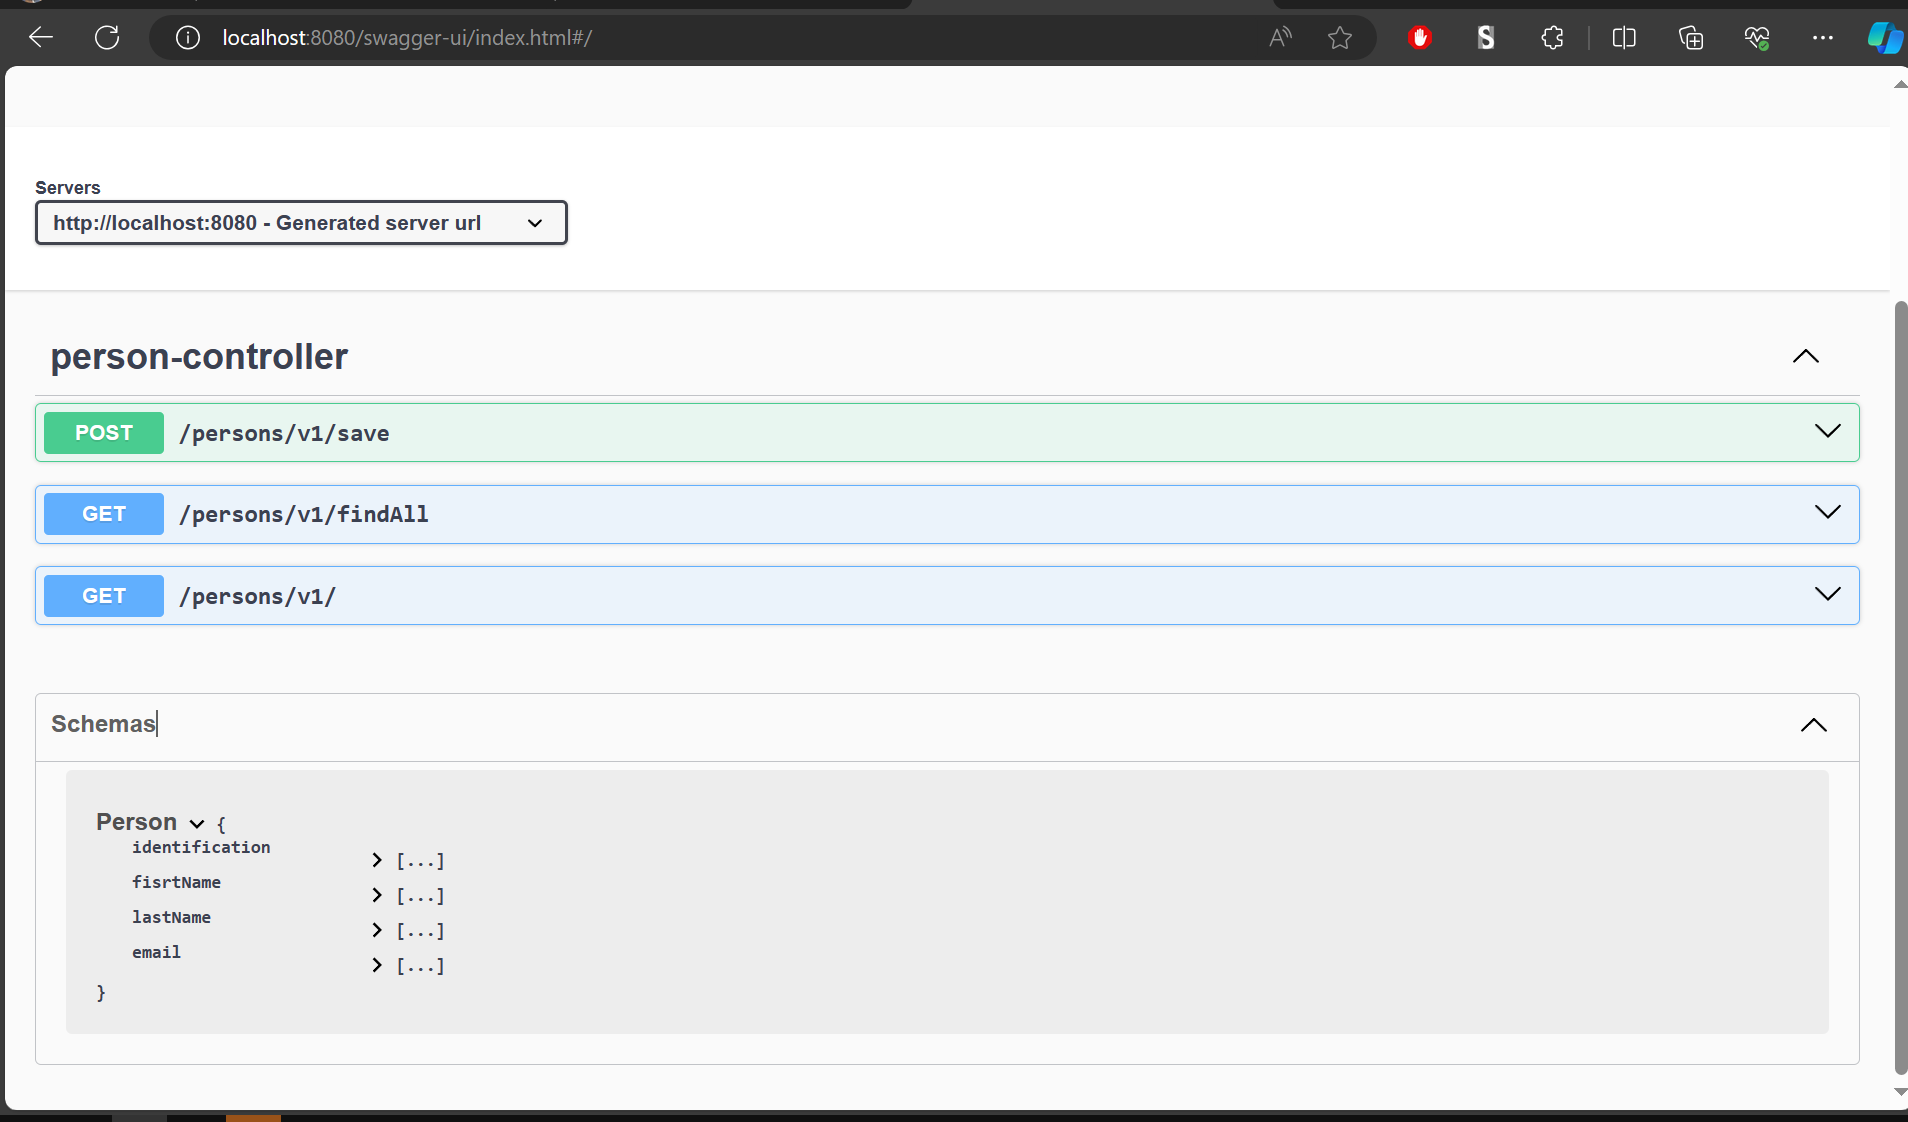 localhost:8080/swagger-ui/index.html#/
Servers
http://localhost:8080 - Generated server url
person-controller
POST /persons/v1/save
GET /persons/v1/findAll
GET /persons/v1/
Schemas
Person {
identification [...]
fisrtName [...]
lastName [...]
email [...]
}